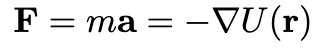 𝐅 = m𝐚 = −∇U(𝐫)